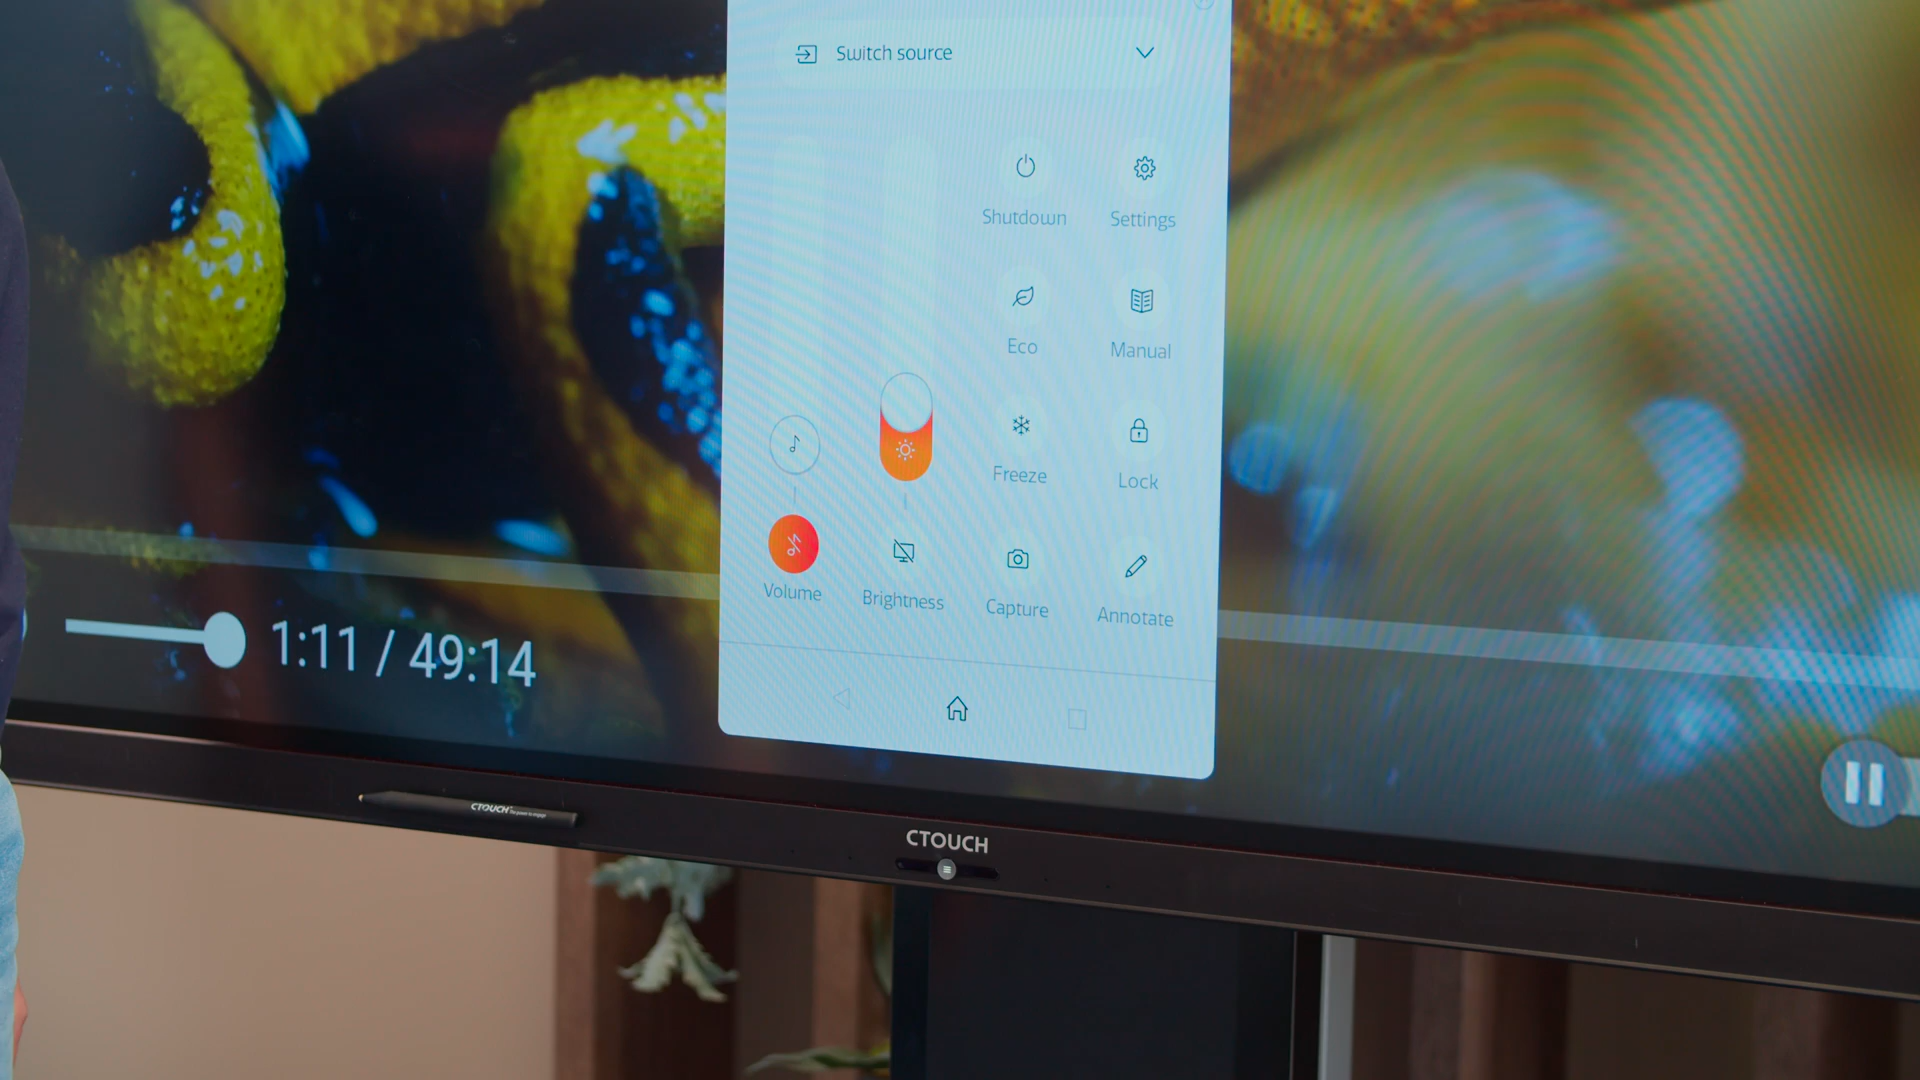 Switch source
Shutdown
Settings
Eco
Manual
Freeze
Lock
Volume
Brightness
Capture
Annotate
1:11 / 49:14
CTOUCH
CTOUCH